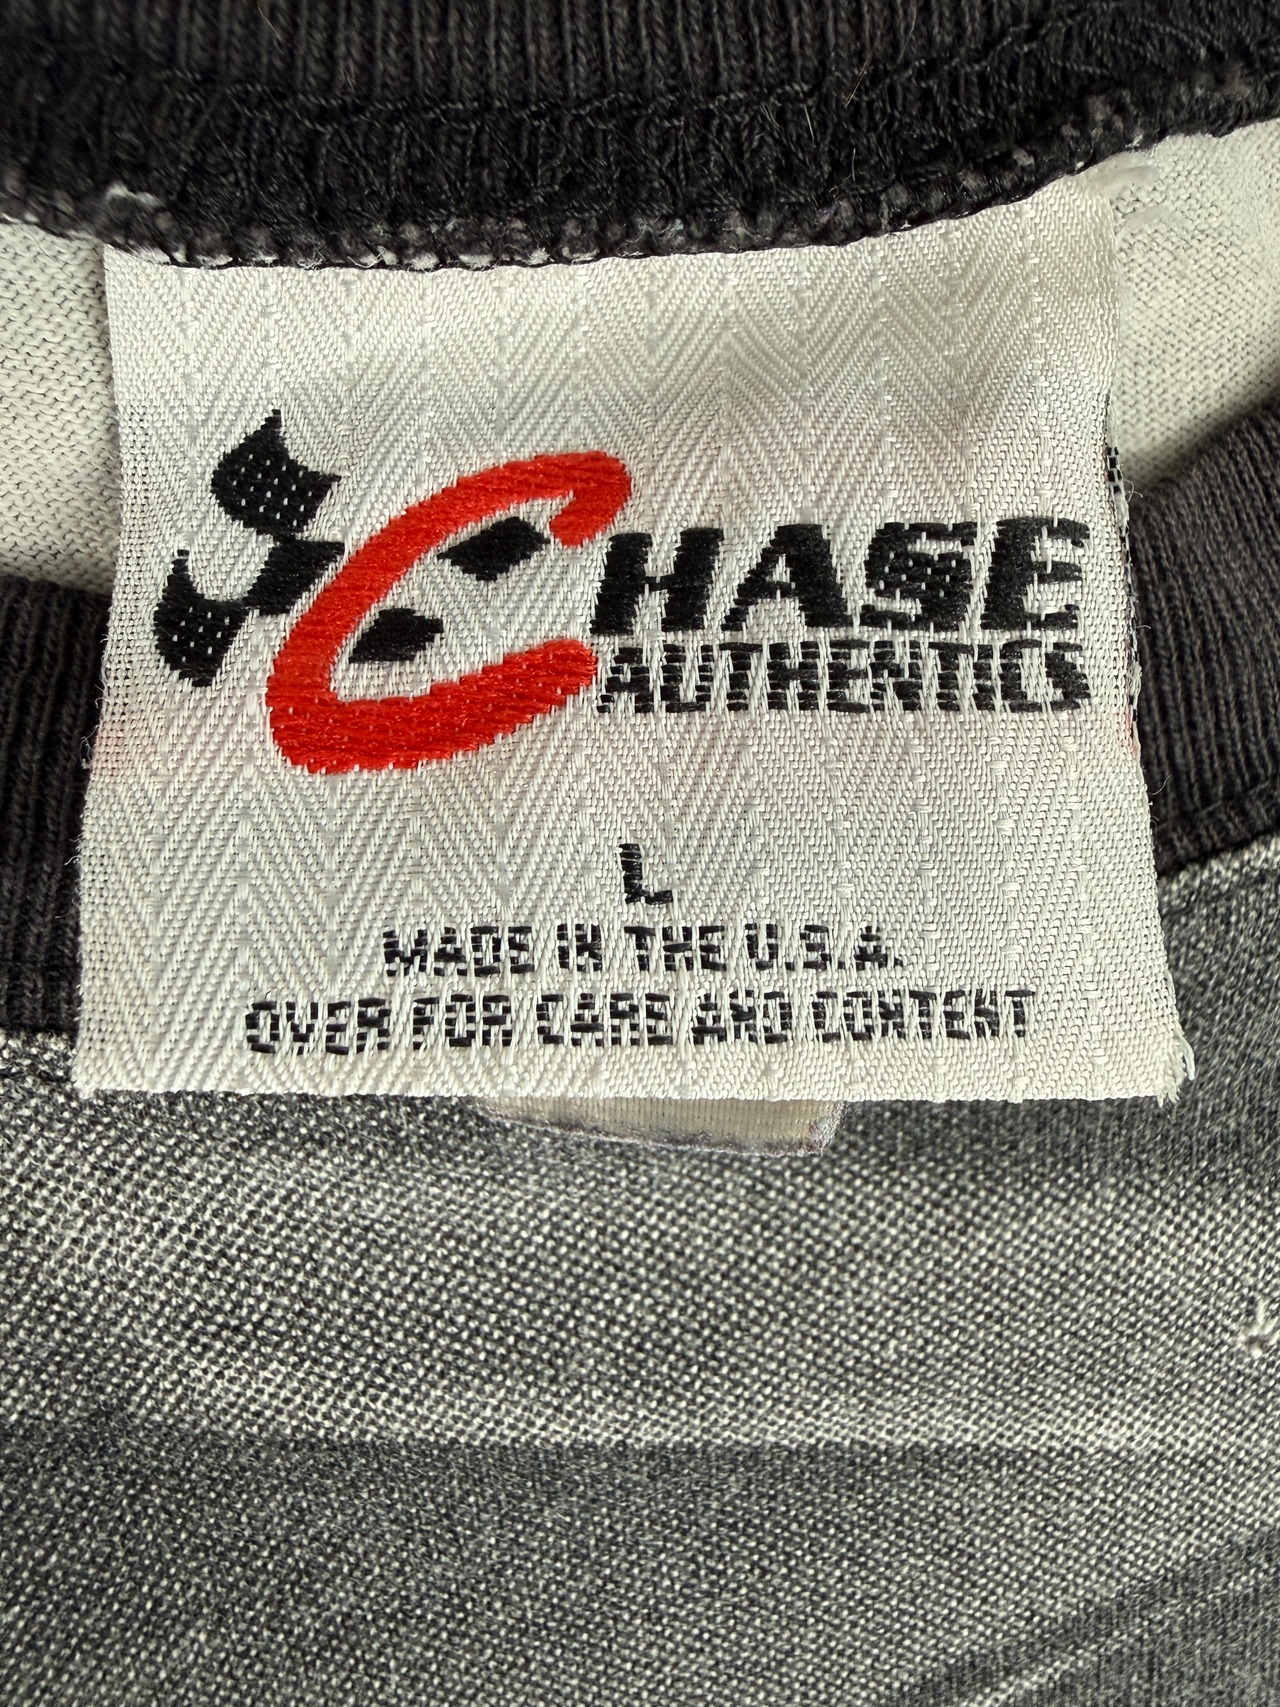 CHASE
AUTHENTICS
L
MADE IN THE U.S.A.
OVER FOR CARE AND CONTENT